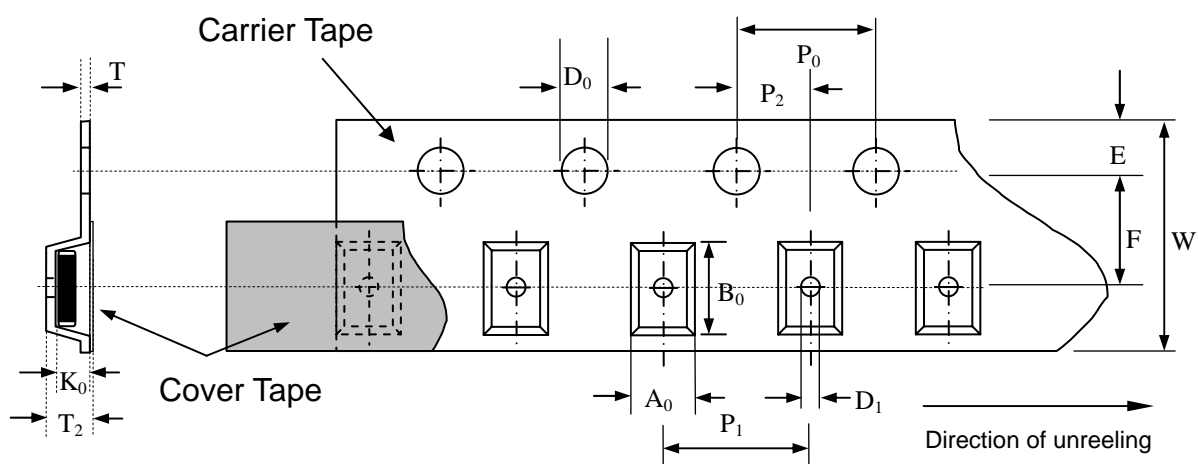 Carrier Tape
P₀
T
D₀
P₂
E
F
W
B₀
K₀
Cover Tape
A₀
D₁
T₂
P₁
Direction of unreeling